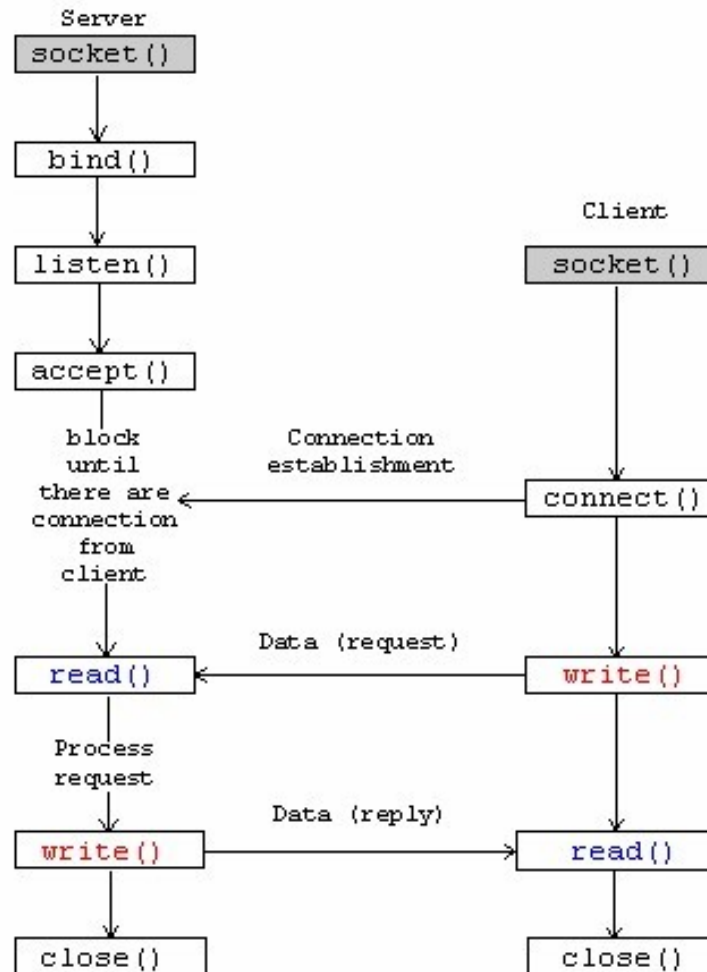 Server
socket()
bind()
listen()
accept()
block
until
there are
connection
from
client
Client
socket()
Connection
establishment
connect()
Data (request)
read()
write()
Process
request
Data (reply)
write()
read()
close()
close()